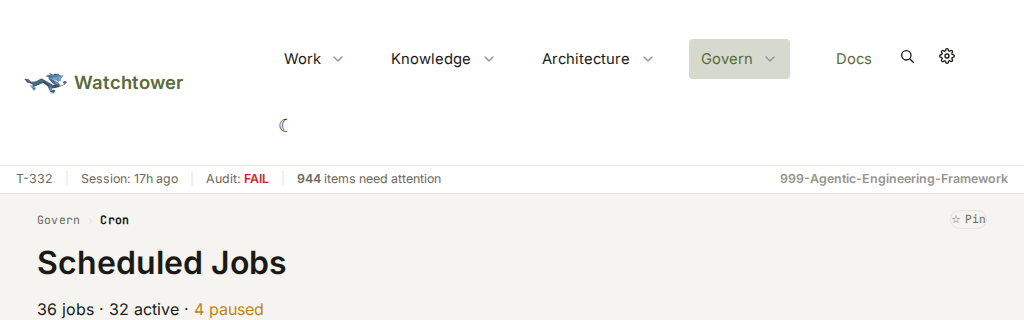 Watchtower
Work
Knowledge
Architecture
Govern
Docs
T-332
Session: 17h ago
Audit: FAIL
944 items need attention
999-Agentic-Engineering-Framework
Govern › Cron
☆ Pin
Scheduled Jobs
36 jobs · 32 active · 4 paused